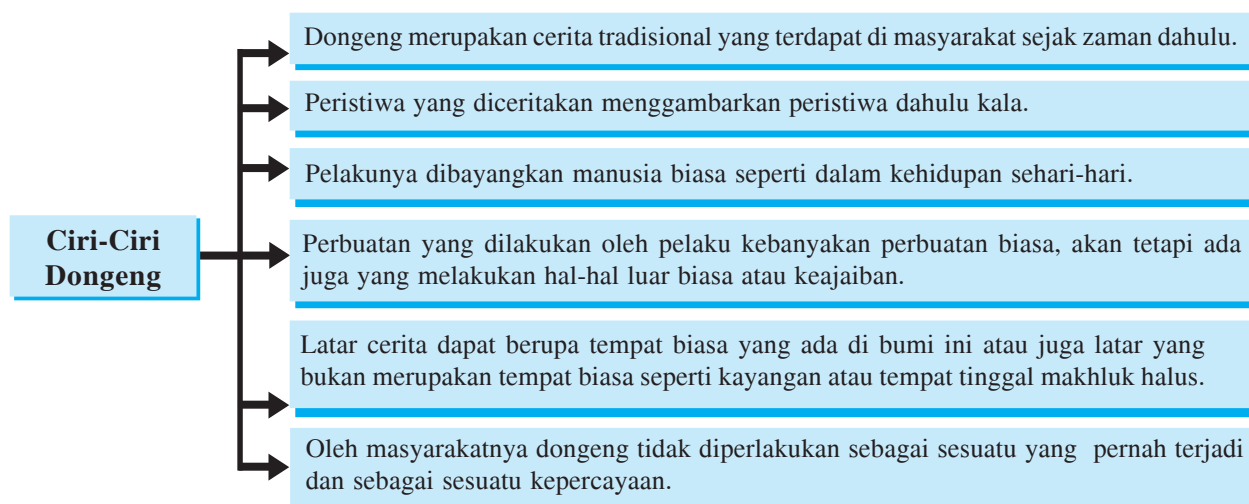 Ciri-Ciri
Dongeng
Dongeng merupakan cerita tradisional yang terdapat di masyarakat sejak zaman dahulu.
Peristiwa yang diceritakan menggambarkan peristiwa dahulu kala.
Pelakunya dibayangkan manusia biasa seperti dalam kehidupan sehari-hari.
Perbuatan yang dilakukan oleh pelaku kebanyakan perbuatan biasa, akan tetapi ada
juga yang melakukan hal-hal luar biasa atau keajaiban.
Latar cerita dapat berupa tempat biasa yang ada di bumi ini atau juga latar yang
bukan merupakan tempat biasa seperti kayangan atau tempat tinggal makhluk halus.
Oleh masyarakatnya dongeng tidak diperlakukan sebagai sesuatu yang pernah terjadi
dan sebagai sesuatu kepercayaan.